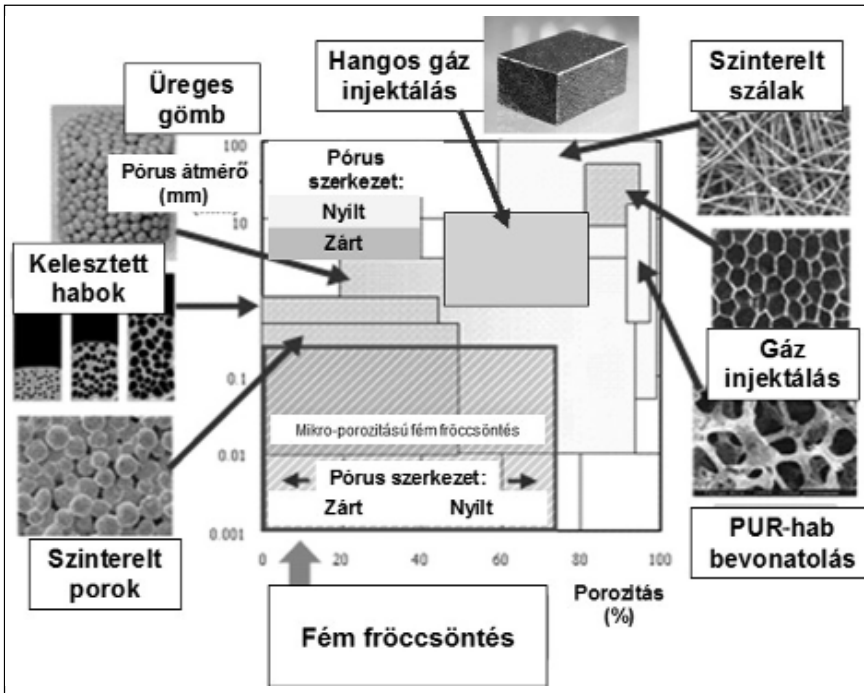 Üreges
gömb
Hangos gáz
injektálás
Szinterelt
szálak
Pórus átmérő
(mm)
Pórus
szerkezet:
Nyílt
Zárt
Kelesztett
habok
Gáz
injektálás
100
10
0.1
0.01
0.001
Mikro-porozitású fém fröccsöntés
Pórus szerkezet:
Zárt Nyílt
Szinterelt
porok
PUR-hab
bevonatolás
0 20 40 60 80 100
Porozitás
(%)
Fém fröccsöntés